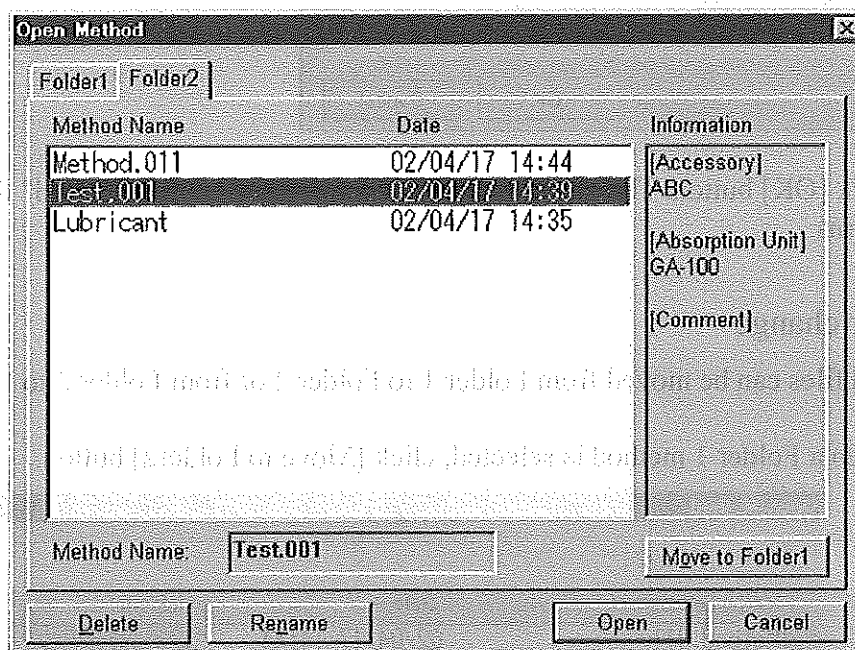 Open Method
Folder1 Folder2
Method Name Date Information
Method.011 02/04/17 14:44
Test.001 02/04/17 14:39
Lubricant 02/04/17 14:35
[Accessory]
ABC
[Absorption Unit]
GA-100
[Comment]
Method Name: Test.001
Move to Folder1
Delete Rename Open Cancel